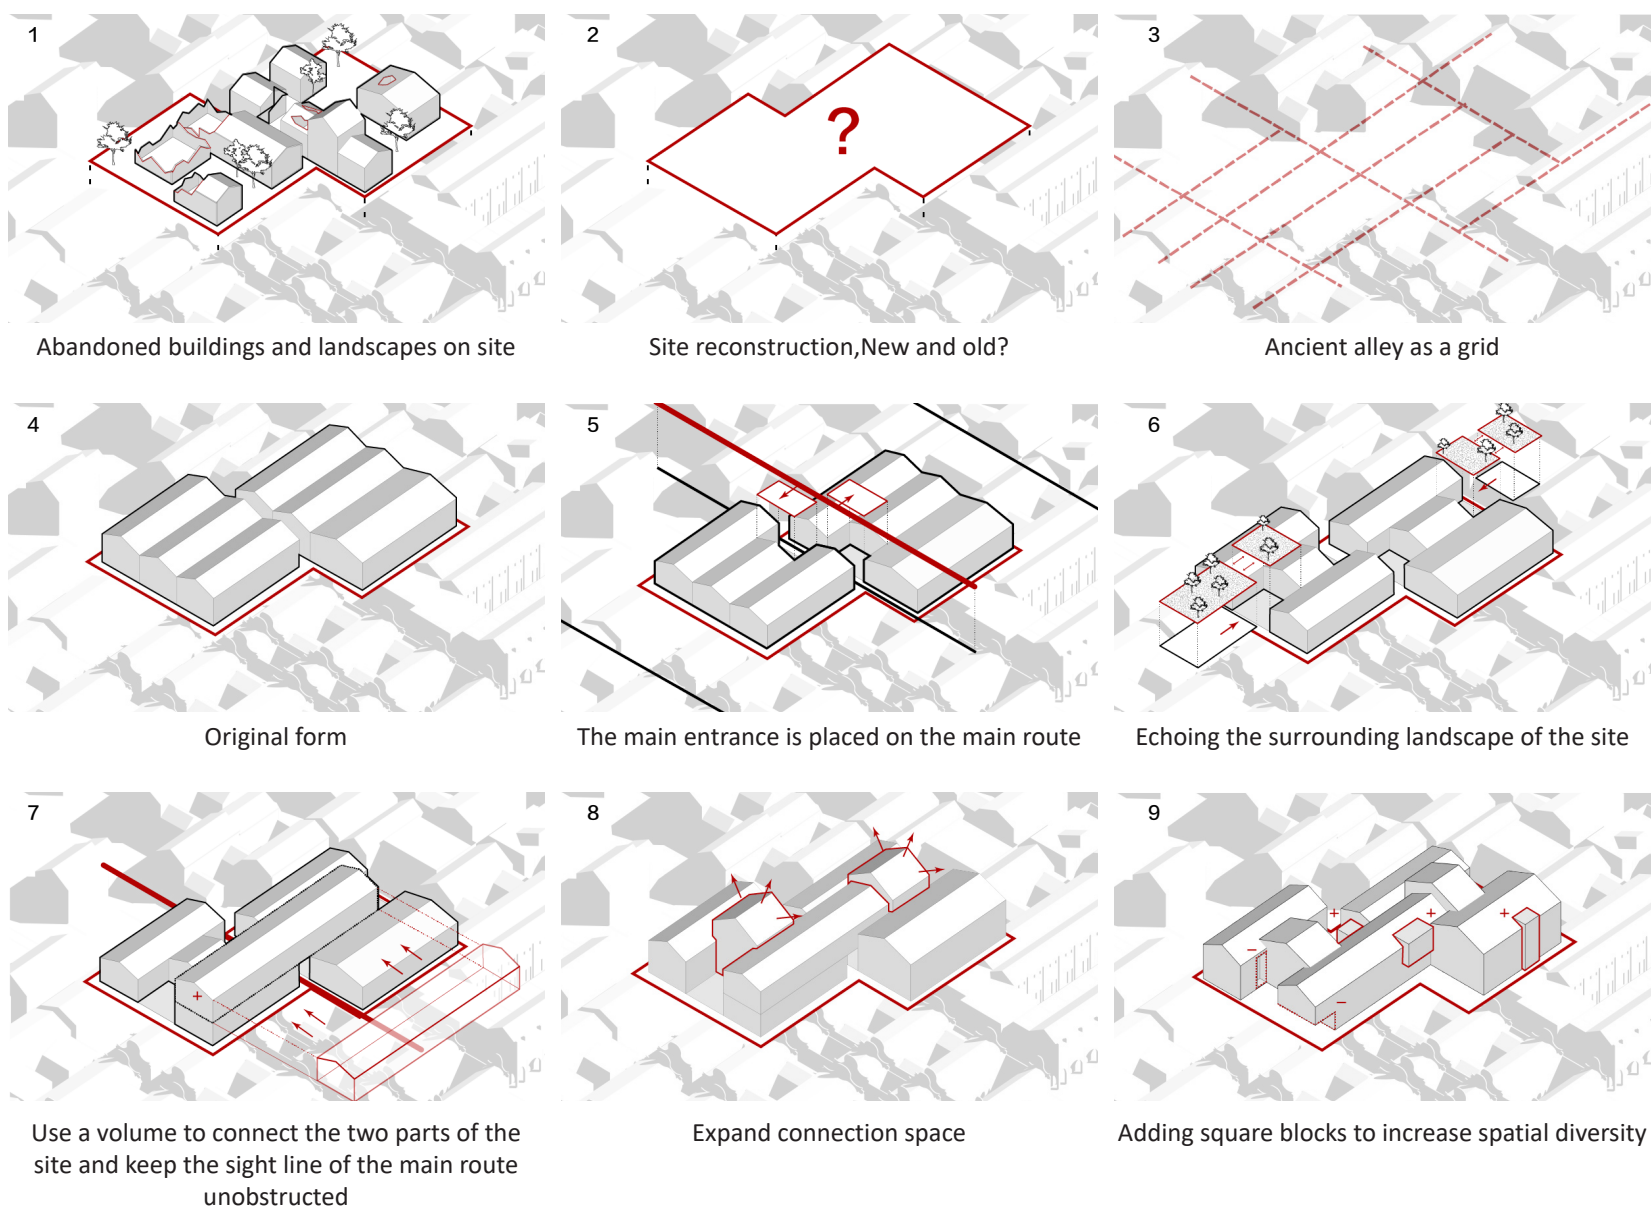 1
2
3
?
Abandoned buildings and landscapes on site
Site reconstruction,New and old?
Ancient alley as a grid
4
5
6
Original form
The main entrance is placed on the main route
Echoing the surrounding landscape of the site
7
8
9
+
+
+
+
−
−
Use a volume to connect the two parts of the
site and keep the sight line of the main route
unobstructed
Expand connection space
Adding square blocks to increase spatial diversity